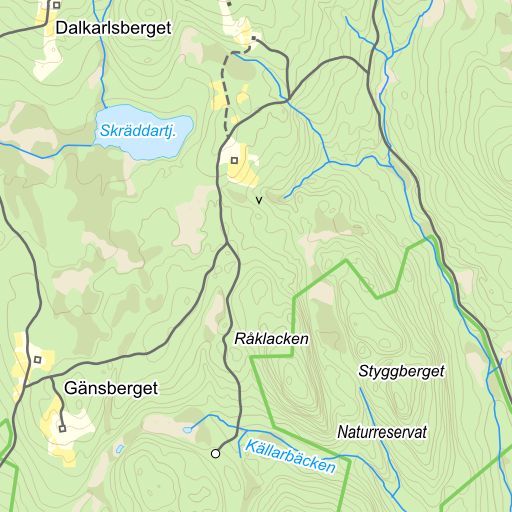 Dalkarlsberget
Skräddartj.
Råklacken
Styggberget
Gänsberget
Naturreservat
Källarbäcken